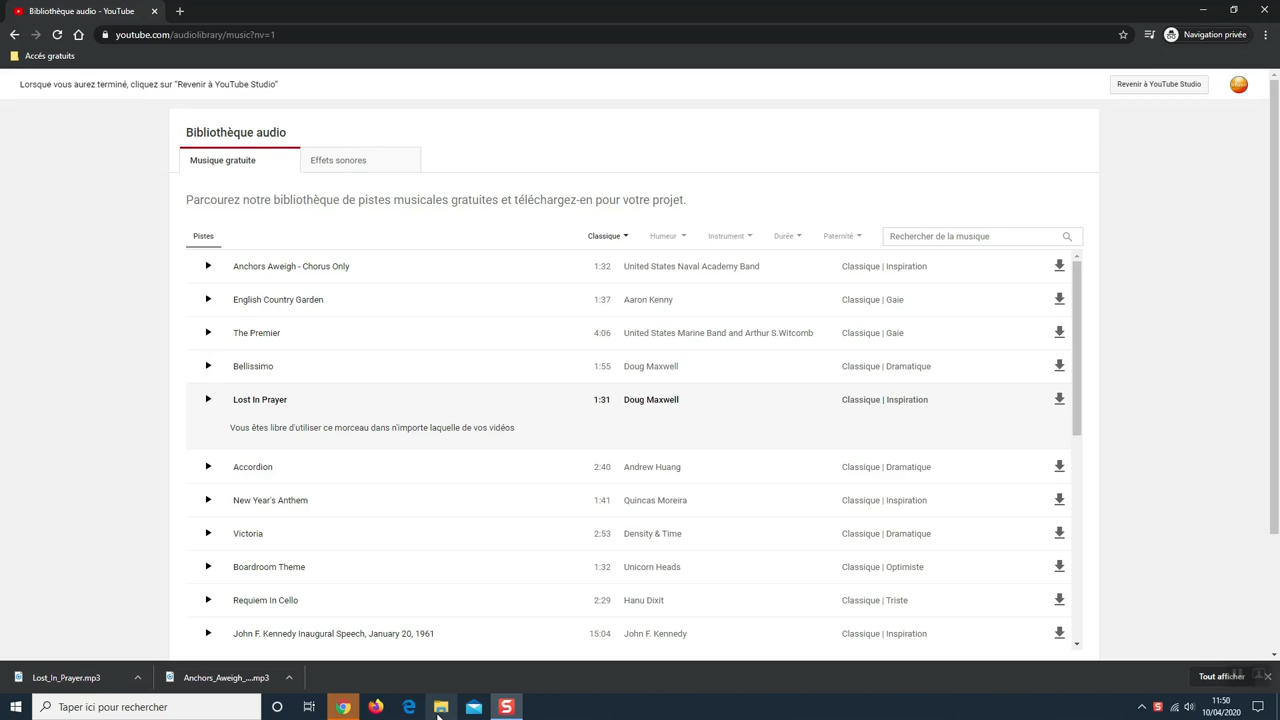 Bibliothèque audio - YouTube
youtube.com/audiolibrary/music?nv=1
Navigation privée
Accés gratuits
Lorsque vous aurez terminé, cliquez sur "Revenir à YouTube Studio"
Revenir à YouTube Studio
Bibliothèque audio
Musique gratuite
Effets sonores
Parcourez notre bibliothèque de pistes musicales gratuites et téléchargez-en pour votre projet.
Pistes Classique Humeur Instrument Durée Paternité Rechercher de la musique
Anchors Aweigh - Chorus Only 1:32 United States Naval Academy Band Classique | Inspiration
English Country Garden 1:37 Aaron Kenny Classique | Gaie
The Premier 4:06 United States Marine Band and Arthur S.Witcomb Classique | Gaie
Bellissimo 1:55 Doug Maxwell Classique | Dramatique
Lost In Prayer 1:31 Doug Maxwell Classique | Inspiration
Vous êtes libre d'utiliser ce morceau dans n'importe laquelle de vos vidéos
Accordion 2:40 Andrew Huang Classique | Dramatique
New Year's Anthem 1:41 Quincas Moreira Classique | Inspiration
Victoria 2:53 Density & Time Classique | Dramatique
Boardroom Theme 1:32 Unicorn Heads Classique | Optimiste
Requiem In Cello 2:29 Hanu Dixit Classique | Triste
John F. Kennedy Inaugural Speech, January 20, 1961 15:04 John F. Kennedy Classique | Inspiration
Lost_In_Prayer.mp3
Anchors_Aweigh_....mp3
Tout afficher
Taper ici pour rechercher
11:50
10/04/2020